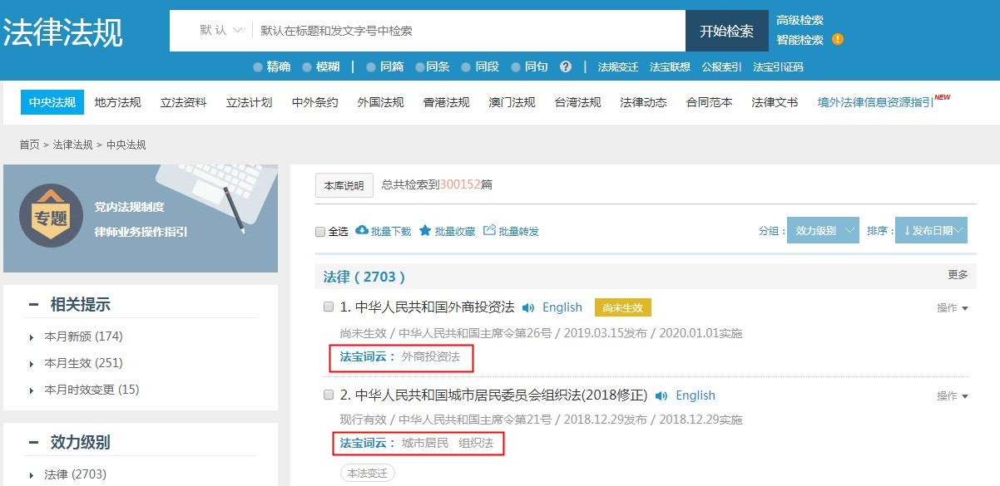 法律法规
默 认 默认在标题和发文字号中检索 开始检索
高级检索
智能检索 !
精确 模糊 | 同篇 同条 同段 同句 ? | 法规变迁 法宝联想 公报索引 法宝引证码
中央法规 地方法规 立法资料 立法计划 中外条约 外国法规 香港法规 澳门法规 台湾法规 法律动态 合同范本 法律文书 境外法律信息资源指引 NEW
首页 > 法律法规 > 中央法规
专题
党内法规制度
律师业务操作指引
相关提示
本月新颁 (174)
本月生效 (251)
本月时效变更 (15)
效力级别
法律 (2703)
本库说明 总共检索到300152篇
全选 批量下载 批量收藏 批量转发 分组： 效力级别 排序： ↓发布日期
法律（2703） 更多
1. 中华人民共和国外商投资法 English 尚未生效 操作
尚未生效 / 中华人民共和国主席令第26号 / 2019.03.15发布 / 2020.01.01实施
法宝词云： 外商投资法
2. 中华人民共和国城市居民委员会组织法(2018修正) English 操作
现行有效 / 中华人民共和国主席令第21号 / 2018.12.29发布 / 2018.12.29实施
法宝词云： 城市居民 组织法
本法变迁